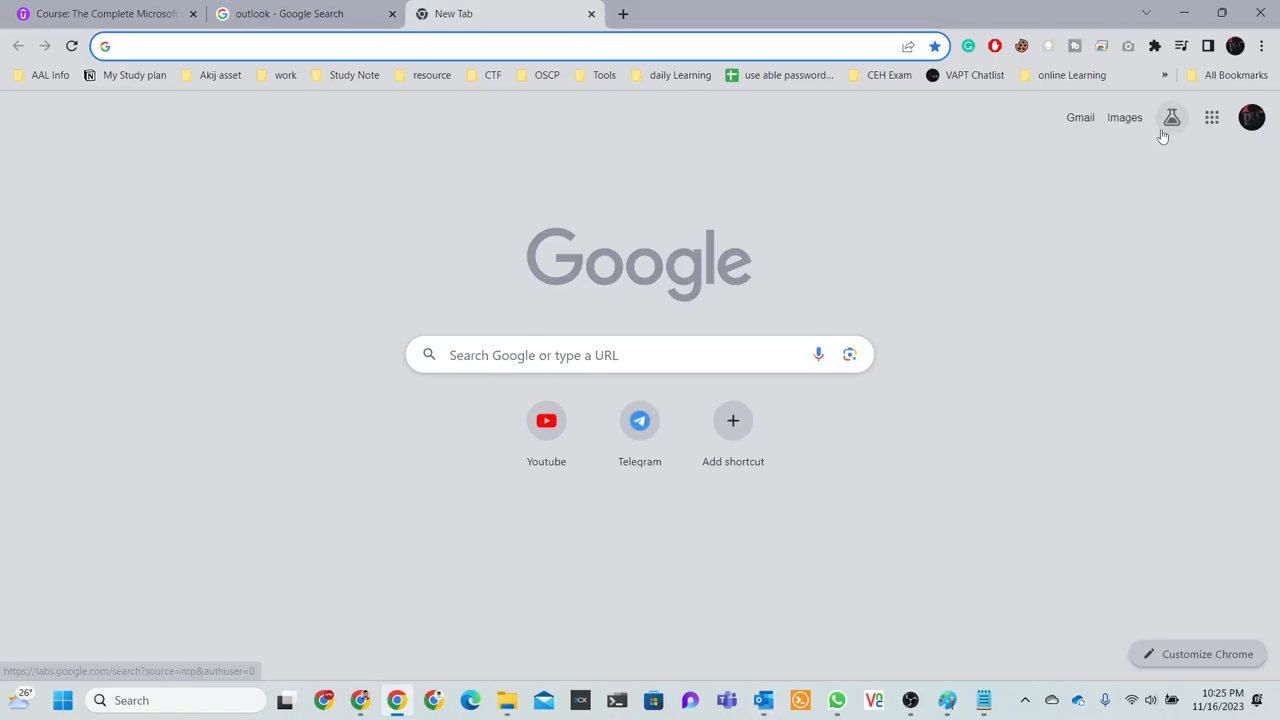 Course: The Complete Microsoft
outlook - Google Search
New Tab
AAL Info
My Study plan
Akij asst
work
Study Note
resource
CTF
OSCP
Tools
daily Learning
use able password...
CEH Exam
VAPT Chatlist
online Learning
»
All Bookmarks
Gmail
Images
Google
Search Google or type a URL
Youtube
Telegram
Add shortcut
Customize Chrome
https://labs.google.com/search?source=ntp&authuser=0
26°
Search
10:25 PM
11/16/2023